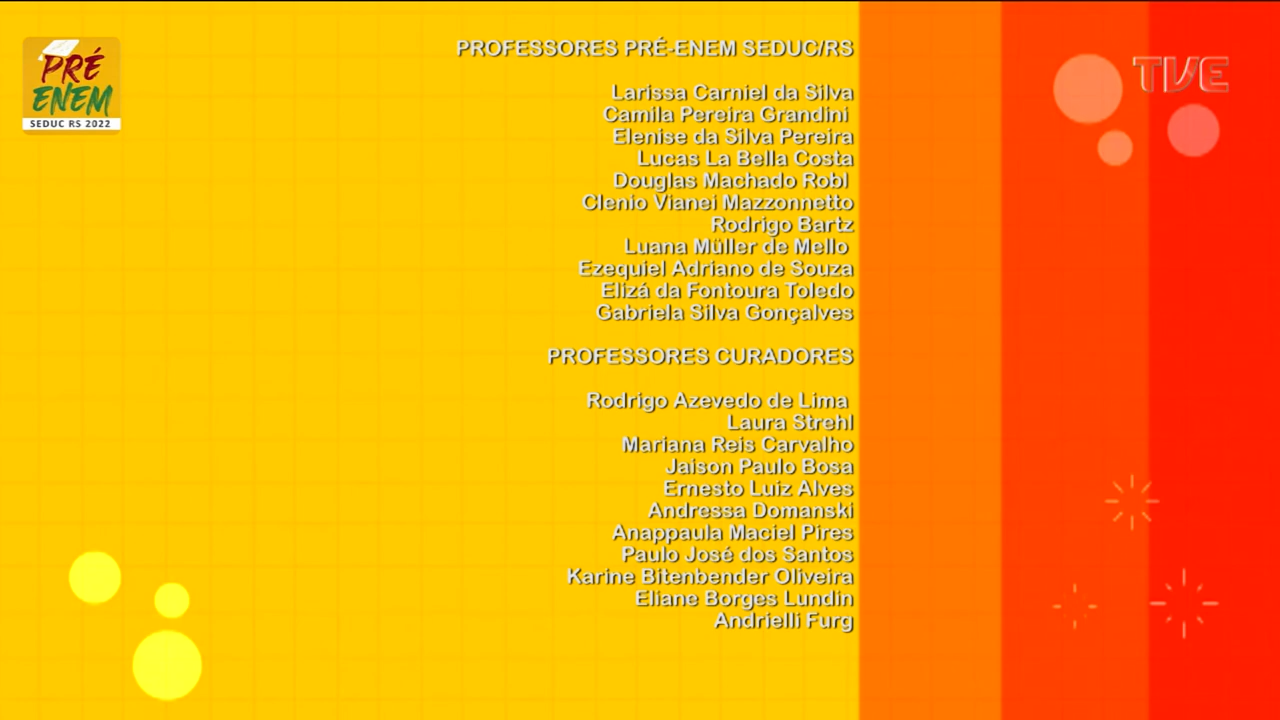 PRÉ
ENEM
SEDUC RS 2022
TVE
PROFESSORES PRÉ-ENEM SEDUC/RS
Larissa Carniel da Silva
Camila Pereira Grandini
Elenise da Silva Pereira
Lucas La Bella Costa
Douglas Machado Robl
Clenio Vianei Mazzonnetto
Rodrigo Bartz
Luana Müller de Mello
Ezequiel Adriano de Souza
Elizá da Fontoura Toledo
Gabriela Silva Gonçalves
PROFESSORES CURADORES
Rodrigo Azevedo de Lima
Laura Strehl
Mariana Reis Carvalho
Jaison Paulo Bosa
Ernesto Luiz Alves
Andressa Domanski
Anappaula Maciel Pires
Paulo José dos Santos
Karine Bitenbender Oliveira
Eliane Borges Lundin
Andrielli Furg